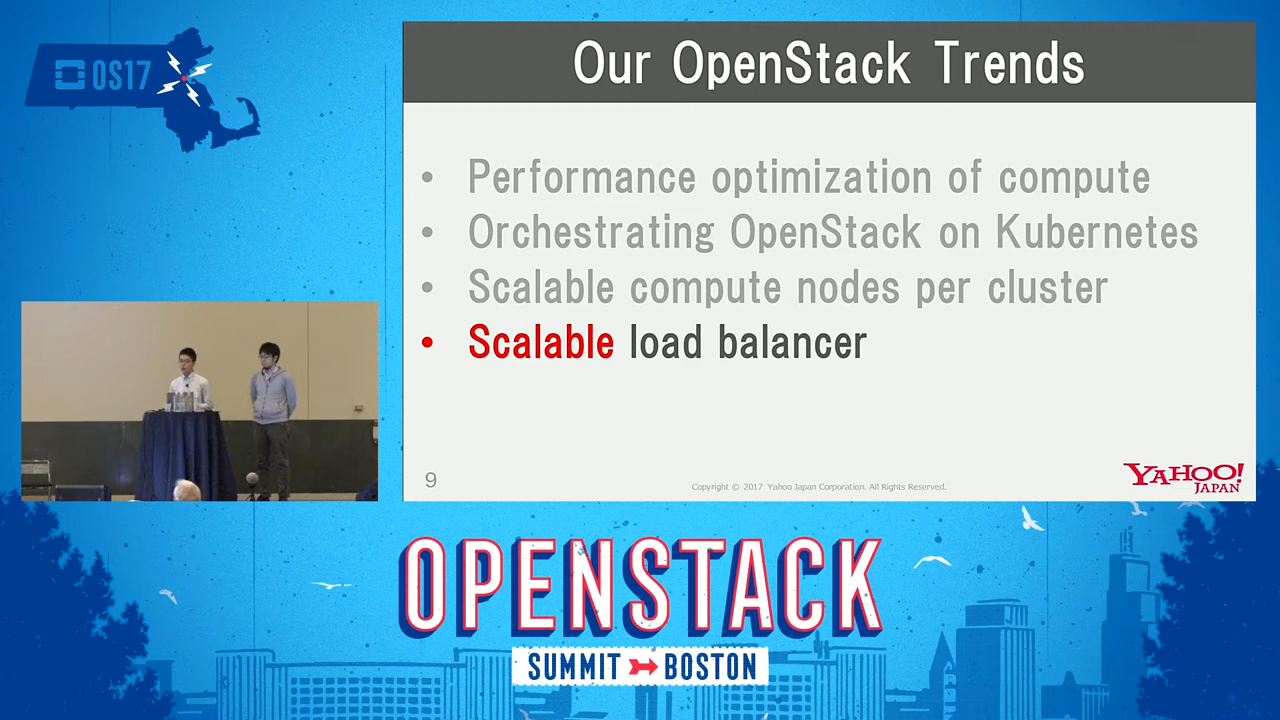 OS17
Our OpenStack Trends
• Performance optimization of compute
• Orchestrating OpenStack on Kubernetes
• Scalable compute nodes per cluster
• Scalable load balancer
9
Copyright © 2017 Yahoo Japan Corporation. All Rights Reserved.
YAHOO!
JAPAN
OPENSTACK
SUMMIT BOSTON